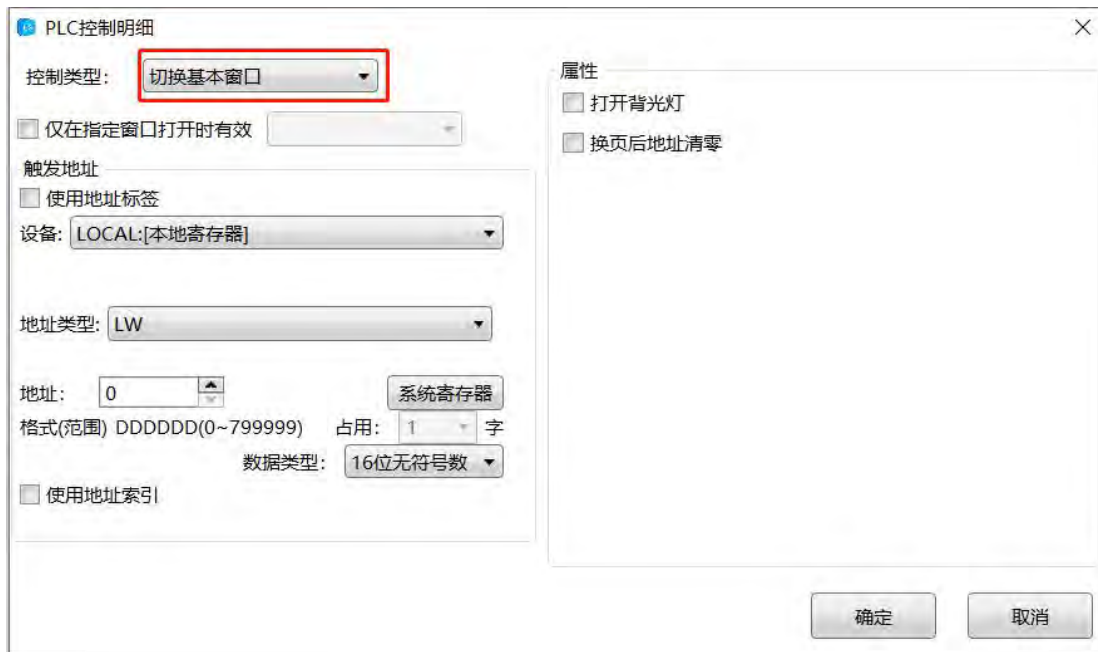 PLC控制明细
控制类型： 切换基本窗口
仅在指定窗口打开时有效
触发地址
使用地址标签
设备: LOCAL:[本地寄存器]
地址类型: LW
地址： 0 系统寄存器
格式(范围) DDDDDD(0~799999) 占用： 1 字
数据类型： 16位无符号数
使用地址索引
属性
打开背光灯
换页后地址清零
确定 取消